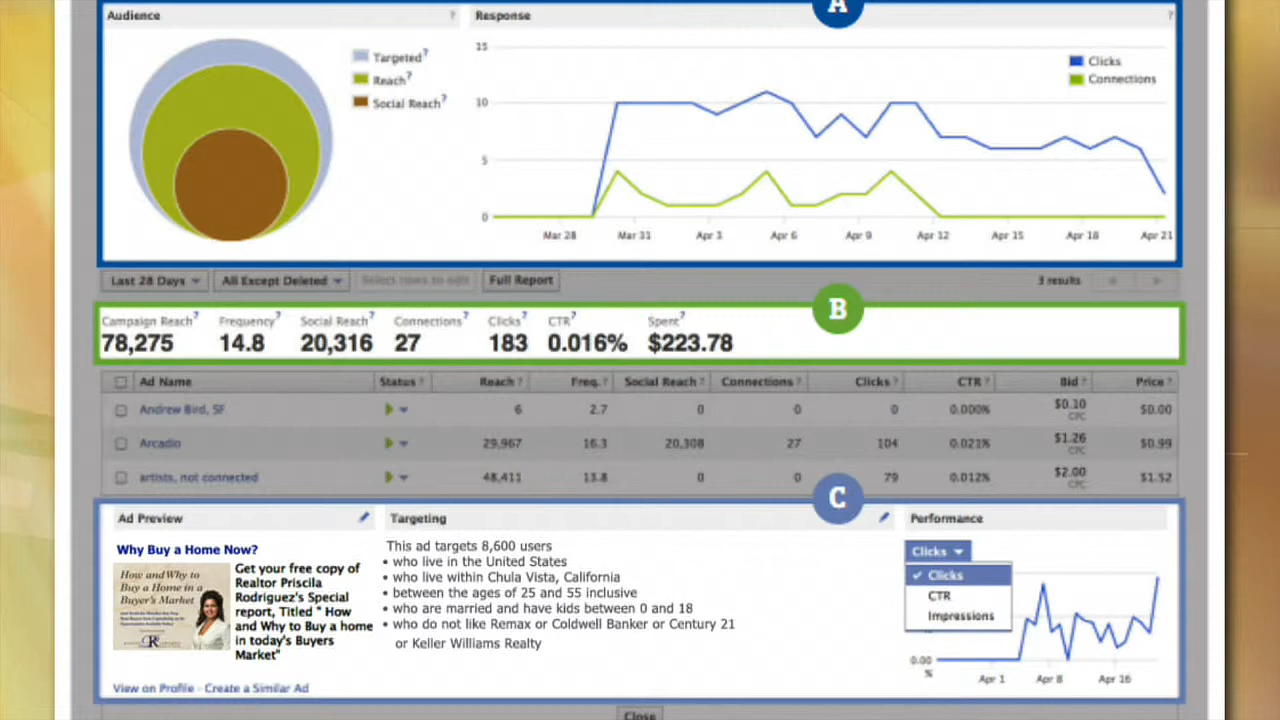 A
Audience ?
Response ?
Targeted?
Reach?
Social Reach?
15
10
5
0
Clicks
Connections
Mar 28 Mar 31 Apr 3 Apr 6 Apr 9 Apr 12 Apr 15 Apr 18 Apr 21
Last 28 Days All Except Deleted Select rows to edit Full Report 3 results
B
Campaign Reach? Frequency? Social Reach? Connections? Clicks? CTR? Spent?
78,275 14.8 20,316 27 183 0.016% $223.78
Ad Name Status? Reach? Freq.? Social Reach? Connections? Clicks? CTR? Bid? Price?
Andrew Bird, SF 6 2.7 0 0 0 0.000% $0.10 CPC $0.00
Arcadio 29,967 16.3 20,308 27 104 0.021% $1.26 CPC $0.99
artists, not connected 48,411 13.8 0 0 79 0.012% $2.00 CPC $1.52
C
Ad Preview
Why Buy a Home Now?
How and Why to
Buy a Home in a
Buyer's Market
Get your free copy of
Realtor Priscila
Rodriguez's Special
report, Titled " How
and Why to Buy a home
in today's Buyers
Market"
View on Profile · Create a Similar Ad
Targeting
This ad targets 8,600 users
• who live in the United States
• who live within Chula Vista, California
• between the ages of 25 and 55 inclusive
• who are married and have kids between 0 and 18
• who do not like Remax or Coldwell Banker or Century 21
or Keller Williams Realty
Performance
Clicks
✓ Clicks
CTR
Impressions
0.00
%
Apr 1 Apr 8 Apr 16
Close